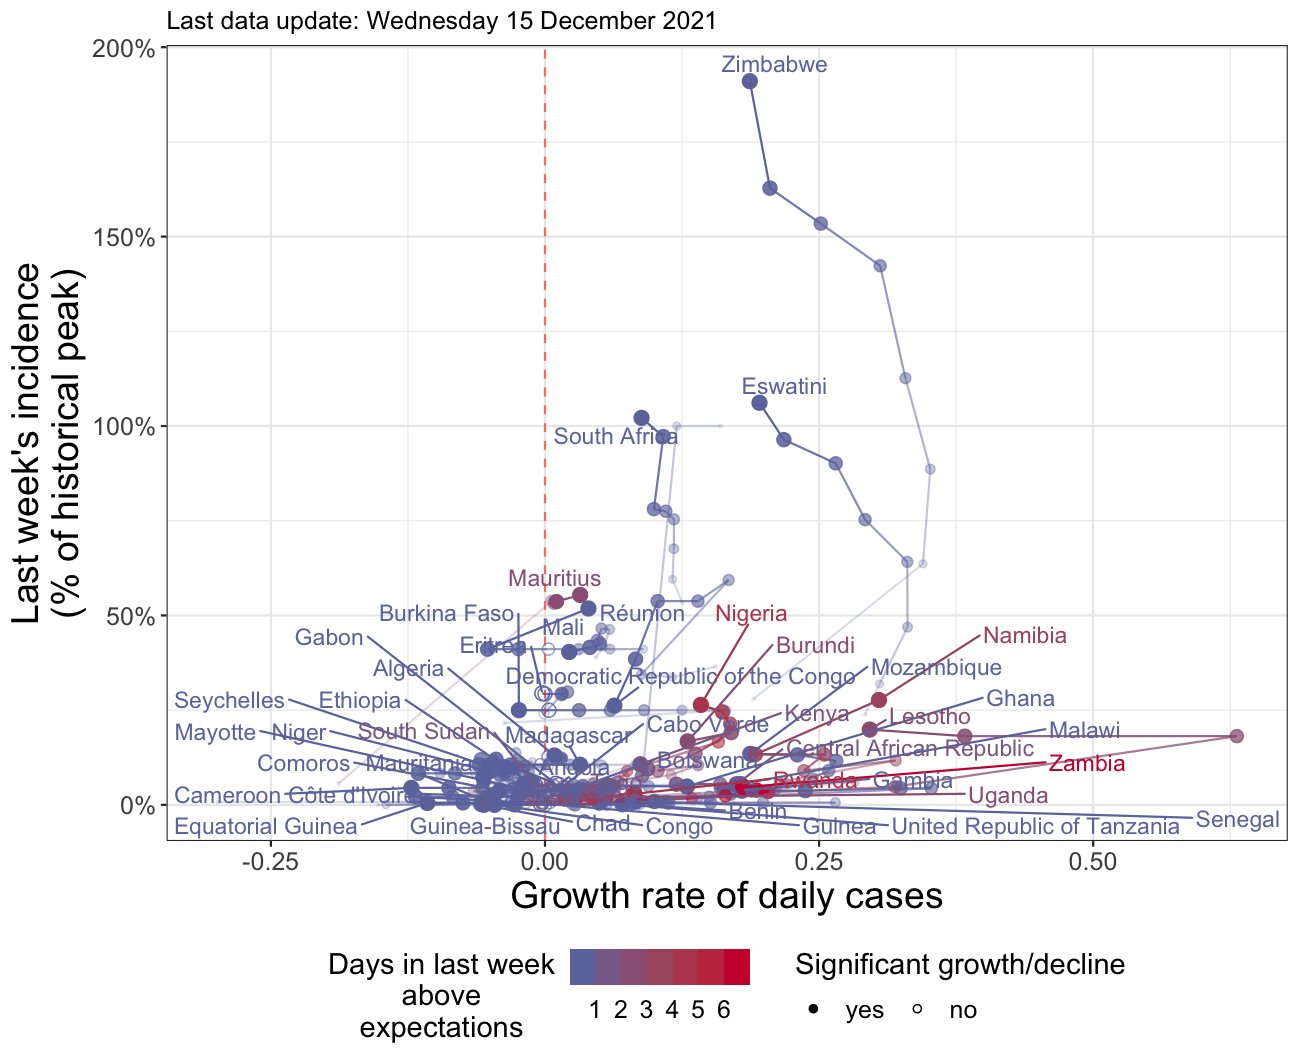 Last data update: Wednesday 15 December 2021
200%
Zimbabwe
150%
Last week's incidence
(% of historical peak)
Eswatini
100%
South Africa
Mauritius
50%
Burkina Faso
Réunion
Nigeria
Mali
Gabon
Eritrea
Burundi
Namibia
Algeria
Democratic Republic of the Congo
Mozambique
Seychelles
Ethiopia
Ghana
Kenya
Lesotho
Cabo Verde
Mayotte
Niger
South Sudan
Madagascar
Malawi
Central African Republic
Comoros
Mauritania
Angola
Botswana
Zambia
Rwanda
Gambia
Cameroon
Côte d'Ivoire
Uganda
0%
Benin
Senegal
Equatorial Guinea
Guinea-Bissau
Chad
Congo
Guinea
United Republic of Tanzania
-0.25
0.00
0.25
0.50
Growth rate of daily cases
Days in last week
above
expectations
1 2 3 4 5 6
Significant growth/decline
yes
no